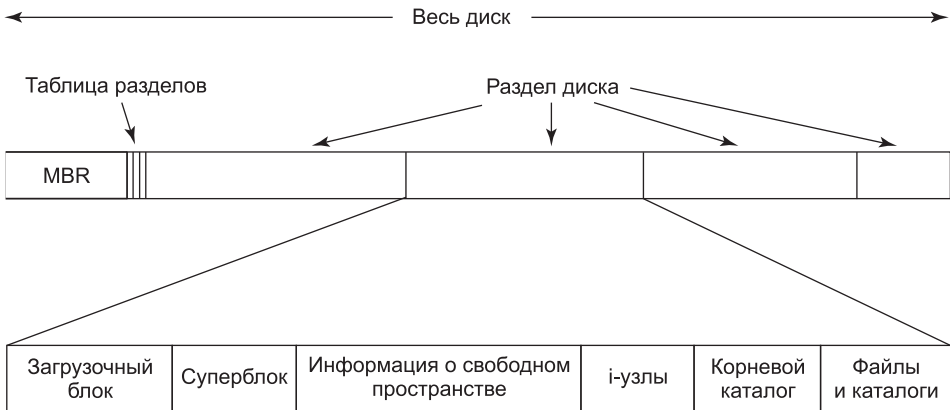 Весь диск
Таблица разделов
Раздел диска
MBR
Загрузочный
блок
Суперблок
Информация о свободном
пространстве
i-узлы
Корневой
каталог
Файлы
и каталоги